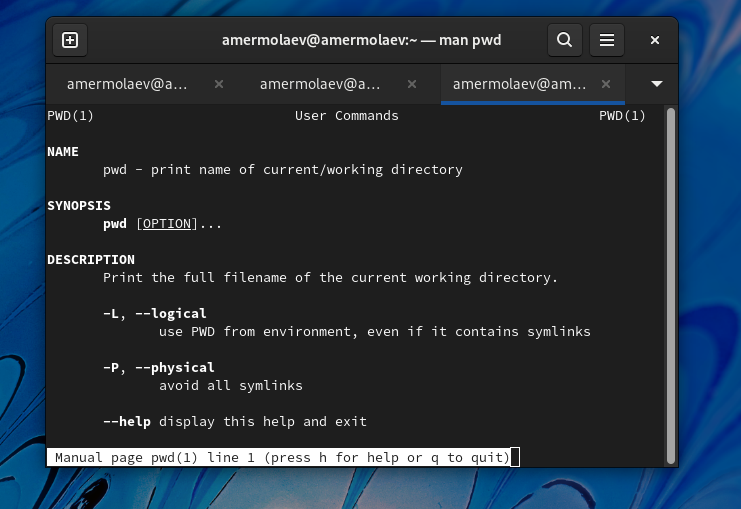 amermolaev@amermolaev:~ — man pwd
amermolaev@a... amermolaev@a... amermolaev@am...
PWD(1) User Commands PWD(1)
NAME
pwd - print name of current/working directory
SYNOPSIS
pwd [OPTION]...
DESCRIPTION
Print the full filename of the current working directory.
-L, --logical
use PWD from environment, even if it contains symlinks
-P, --physical
avoid all symlinks
--help display this help and exit
Manual page pwd(1) line 1 (press h for help or q to quit)